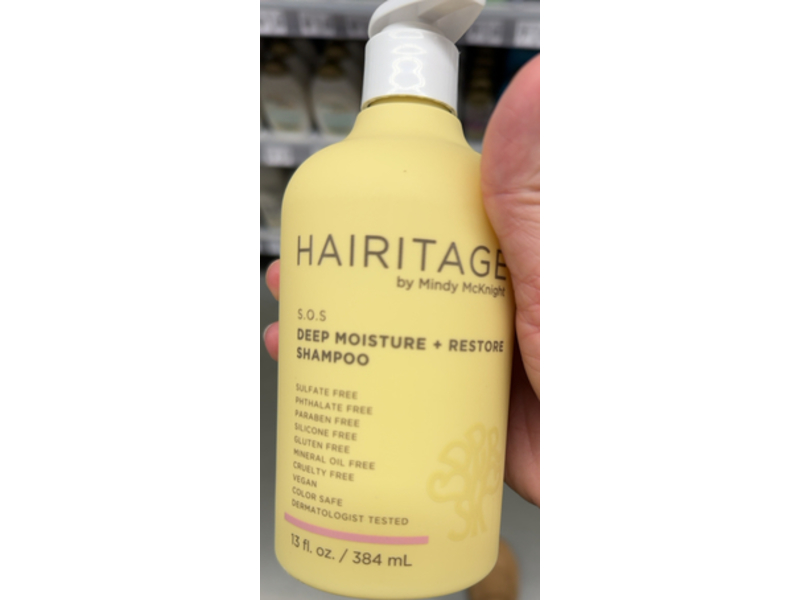 HAIRITAGE
by Mindy McKnight
S.O.S
DEEP MOISTURE + RESTORE
SHAMPOO
SULFATE FREE
PHTHALATE FREE
PARABEN FREE
SILICONE FREE
GLUTEN FREE
MINERAL OIL FREE
CRUELTY FREE
VEGAN
COLOR SAFE
DERMATOLOGIST TESTED
13 fl. oz. / 384 mL